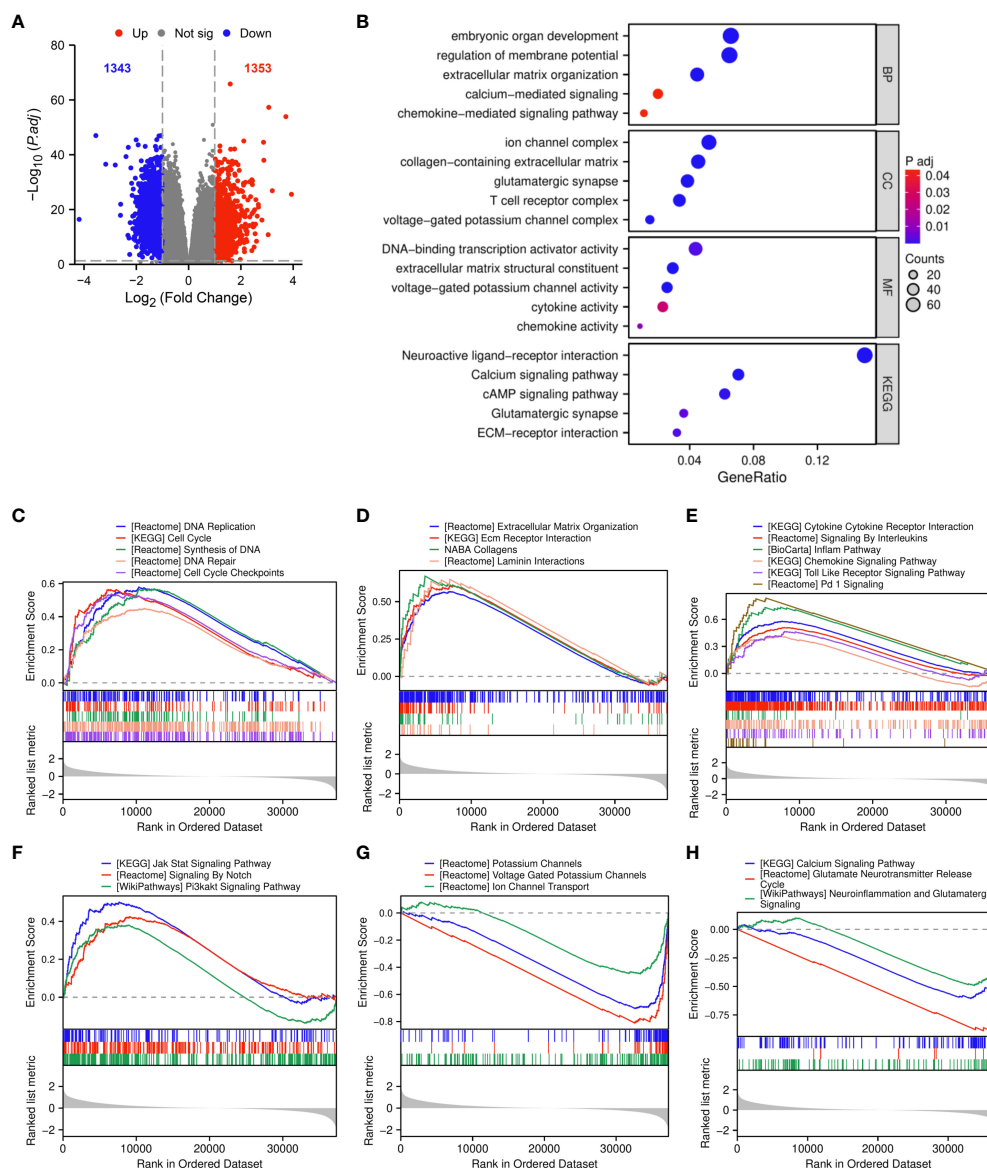 A
Up
Not sig
Down
80
60
40
20
0
1343
1353
−Log10 (P.adj)
−4
−2
0
2
4
Log2 (Fold Change)
B
embryonic organ development
regulation of membrane potential
extracellular matrix organization
calcium−mediated signaling
chemokine−mediated signaling pathway
BP
ion channel complex
collagen−containing extracellular matrix
glutamatergic synapse
T cell receptor complex
voltage−gated potassium channel complex
CC
DNA−binding transcription activator activity
extracellular matrix structural constituent
voltage−gated potassium channel activity
cytokine activity
chemokine activity
MF
Neuroactive ligand−receptor interaction
Calcium signaling pathway
cAMP signaling pathway
Glutamatergic synapse
ECM−receptor interaction
KEGG
0.04
0.08
0.12
GeneRatio
P adj
0.04
0.03
0.02
0.01
Counts
20
40
60
C
[Reactome] DNA Replication
[KEGG] Cell Cycle
[Reactome] Synthesis of DNA
[Reactome] DNA Repair
[Reactome] Cell Cycle Checkpoints
Enrichment Score
0.6
0.4
0.2
0.0
Ranked list metric
2
0
−2
0
10000
20000
30000
Rank in Ordered Dataset
D
[Reactome] Extracellular Matrix Organization
[KEGG] Ecm Receptor Interaction
NABA Collagens
[Reactome] Laminin Interactions
Enrichment Score
0.50
0.25
0.00
Ranked list metric
2
0
−2
0
10000
20000
30000
Rank in Ordered Dataset
E
[KEGG] Cytokine Cytokine Receptor Interaction
[Reactome] Signaling By Interleukins
[BioCarta] Inflam Pathway
[KEGG] Chemokine Signaling Pathway
[KEGG] Toll Like Receptor Signaling Pathway
[Reactome] Pd 1 Signaling
Enrichment Score
0.6
0.3
0.0
Ranked list metric
2
0
−2
0
10000
20000
30000
Rank in Ordered Dataset
F
[KEGG] Jak Stat Signaling Pathway
[Reactome] Signaling By Notch
[WikiPathways] Pi3kakt Signaling Pathway
Enrichment Score
0.4
0.2
0.0
Ranked list metric
2
0
−2
0
10000
20000
30000
Rank in Ordered Dataset
G
[Reactome] Potassium Channels
[Reactome] Voltage Gated Potassium Channels
[Reactome] Ion Channel Transport
Enrichment Score
0.0
−0.2
−0.4
−0.6
−0.8
Ranked list metric
2
0
−2
0
10000
20000
30000
Rank in Ordered Dataset
H
[KEGG] Calcium Signaling Pathway
[Reactome] Glutamate Neurotransmitter Release
Cycle
[WikiPathways] Neuroinflammation and Glutamaterg
Signaling
Enrichment Score
0.00
−0.25
−0.50
−0.75
Ranked list metric
2
0
−2
0
10000
20000
30000
Rank in Ordered Dataset